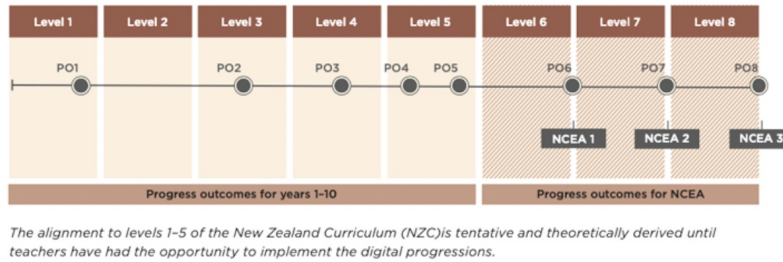 Level 1 Level 2 Level 3 Level 4 Level 5 Level 6 Level 7 Level 8
PO1 PO2 PO3 PO4 PO5 PO6 PO7 PO8
NCEA 1 NCEA 2 NCEA 3
Progress outcomes for years 1–10 Progress outcomes for NCEA
The alignment to levels 1–5 of the New Zealand Curriculum (NZC)is tentative and theoretically derived until
teachers have had the opportunity to implement the digital progressions.